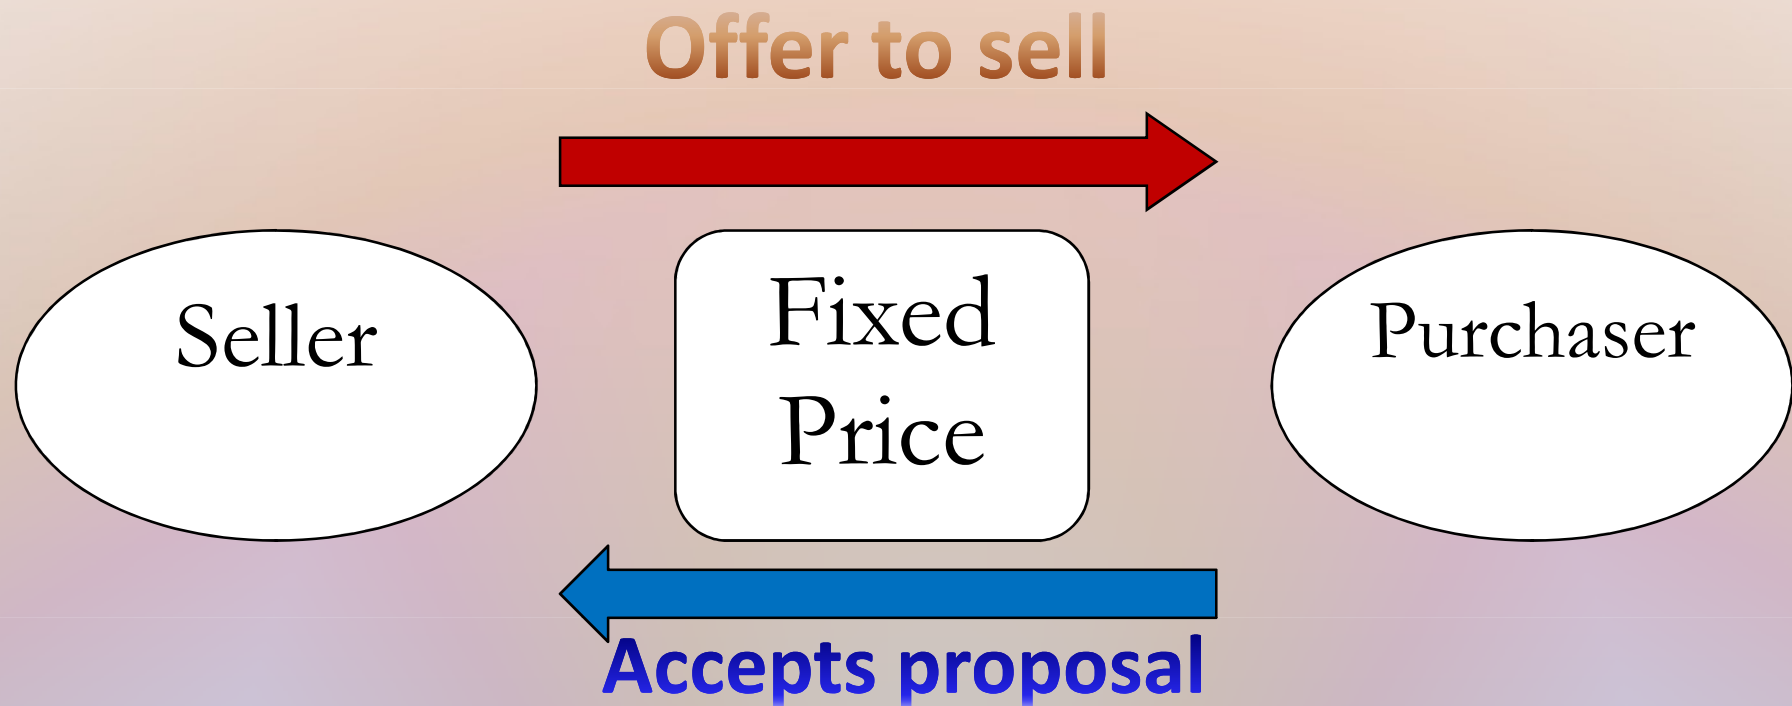 Offer to sell
Seller
Fixed
Price
Purchaser
Accepts proposal